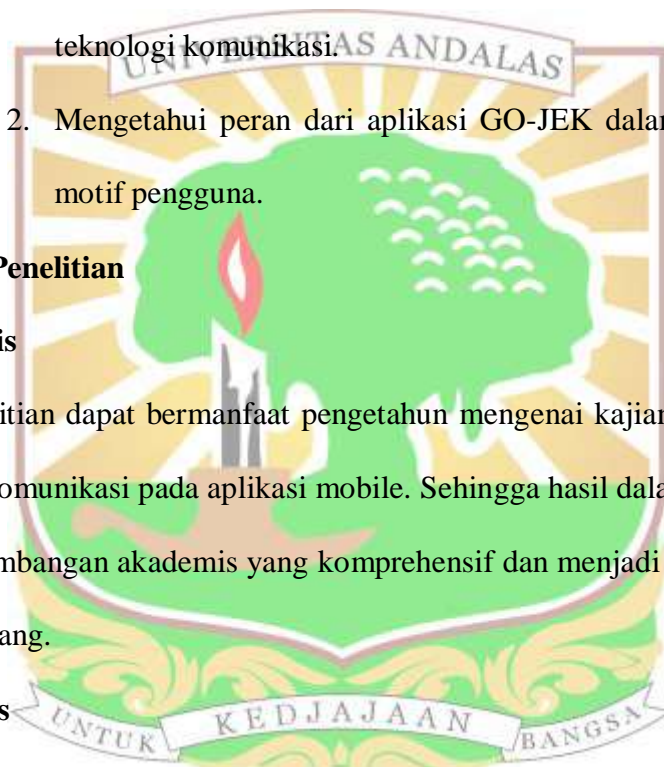 teknologi komunikasi.
UNIVERSITAS ANDALAS
2. Mengetahui peran dari aplikasi GO-JEK dalam
motif pengguna.
Penelitian
is
itian dapat bermanfaat pengetahun mengenai kajian
omunikasi pada aplikasi mobile. Sehingga hasil dala
mbangan akademis yang komprehensif dan menjadi
ang.
s
UNTUK KEDJAJAAN BANGSA